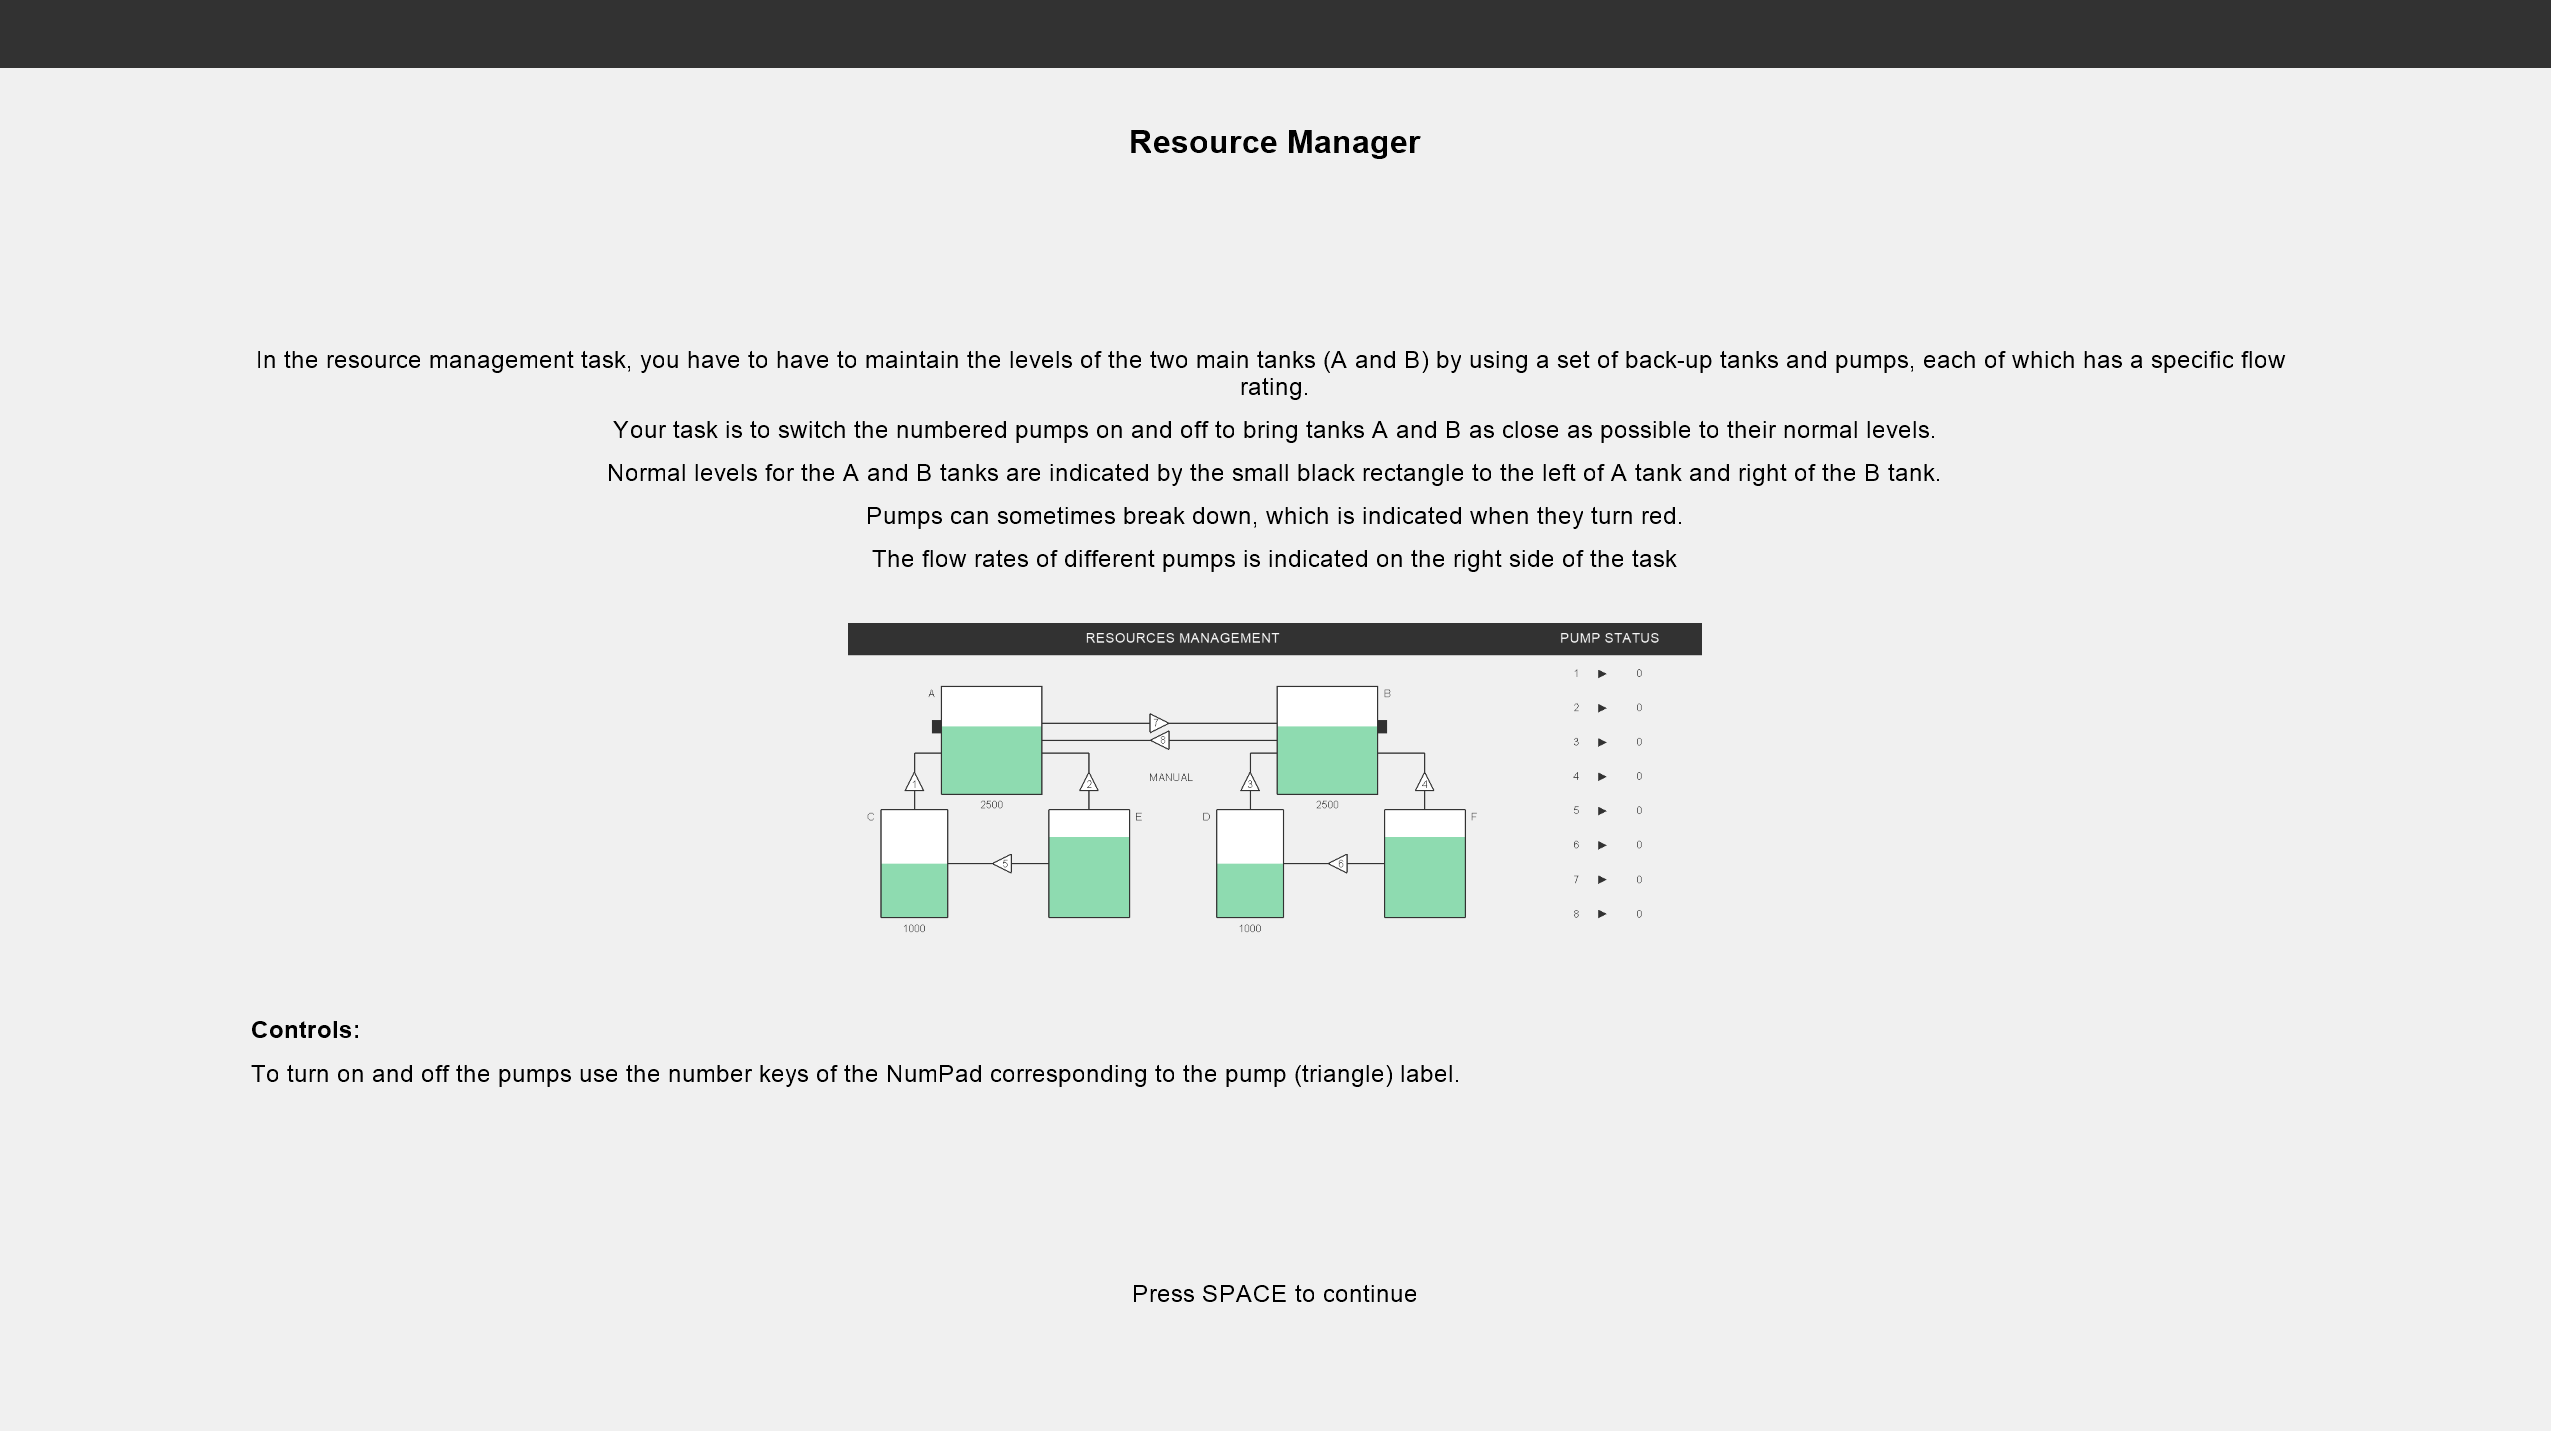 Resource Manager
In the resource management task, you have to have to maintain the levels of the two main tanks (A and B) by using a set of back-up tanks and pumps, each of which has a specific flow
rating.
Your task is to switch the numbered pumps on and off to bring tanks A and B as close as possible to their normal levels.
Normal levels for the A and B tanks are indicated by the small black rectangle to the left of A tank and right of the B tank.
Pumps can sometimes break down, which is indicated when they turn red.
The flow rates of different pumps is indicated on the right side of the task
RESOURCES MANAGEMENT
PUMP STATUS
A
B
7
8
1
2
MANUAL
3
4
2500
2500
C
E
D
F
5
6
1000
1000
1 ► 0
2 ► 0
3 ► 0
4 ► 0
5 ► 0
6 ► 0
7 ► 0
8 ► 0
Controls:
To turn on and off the pumps use the number keys of the NumPad corresponding to the pump (triangle) label.
Press SPACE to continue